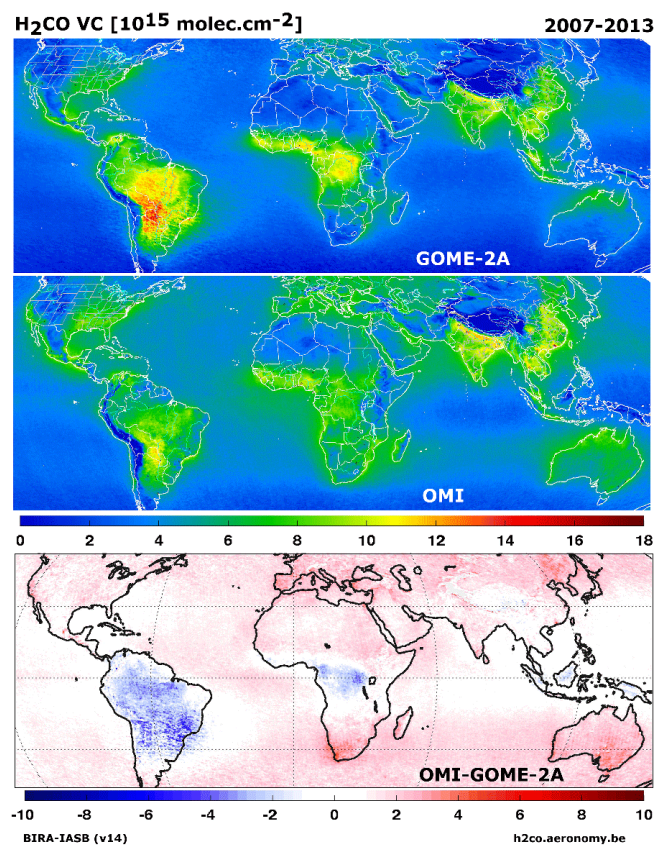 H2CO VC [10^15 molec.cm^-2] 2007-2013
GOME-2A
OMI
0 2 4 6 8 10 12 14 16 18
OMI-GOME-2A
-10 -8 -6 -4 -2 0 2 4 6 8 10
BIRA-IASB (v14) h2co.aeronomy.be